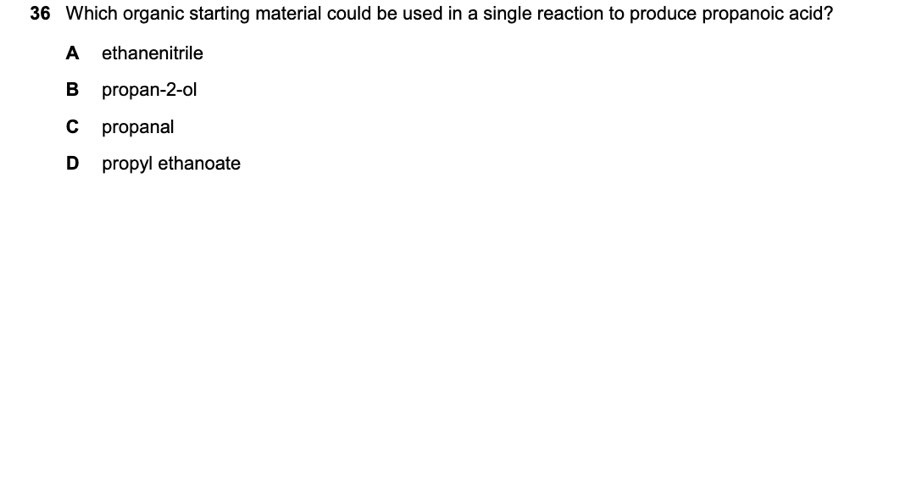 36 Which organic starting material could be used in a single reaction to produce propanoic acid?
A ethanenitrile
B propan-2-ol
C propanal
D propyl ethanoate